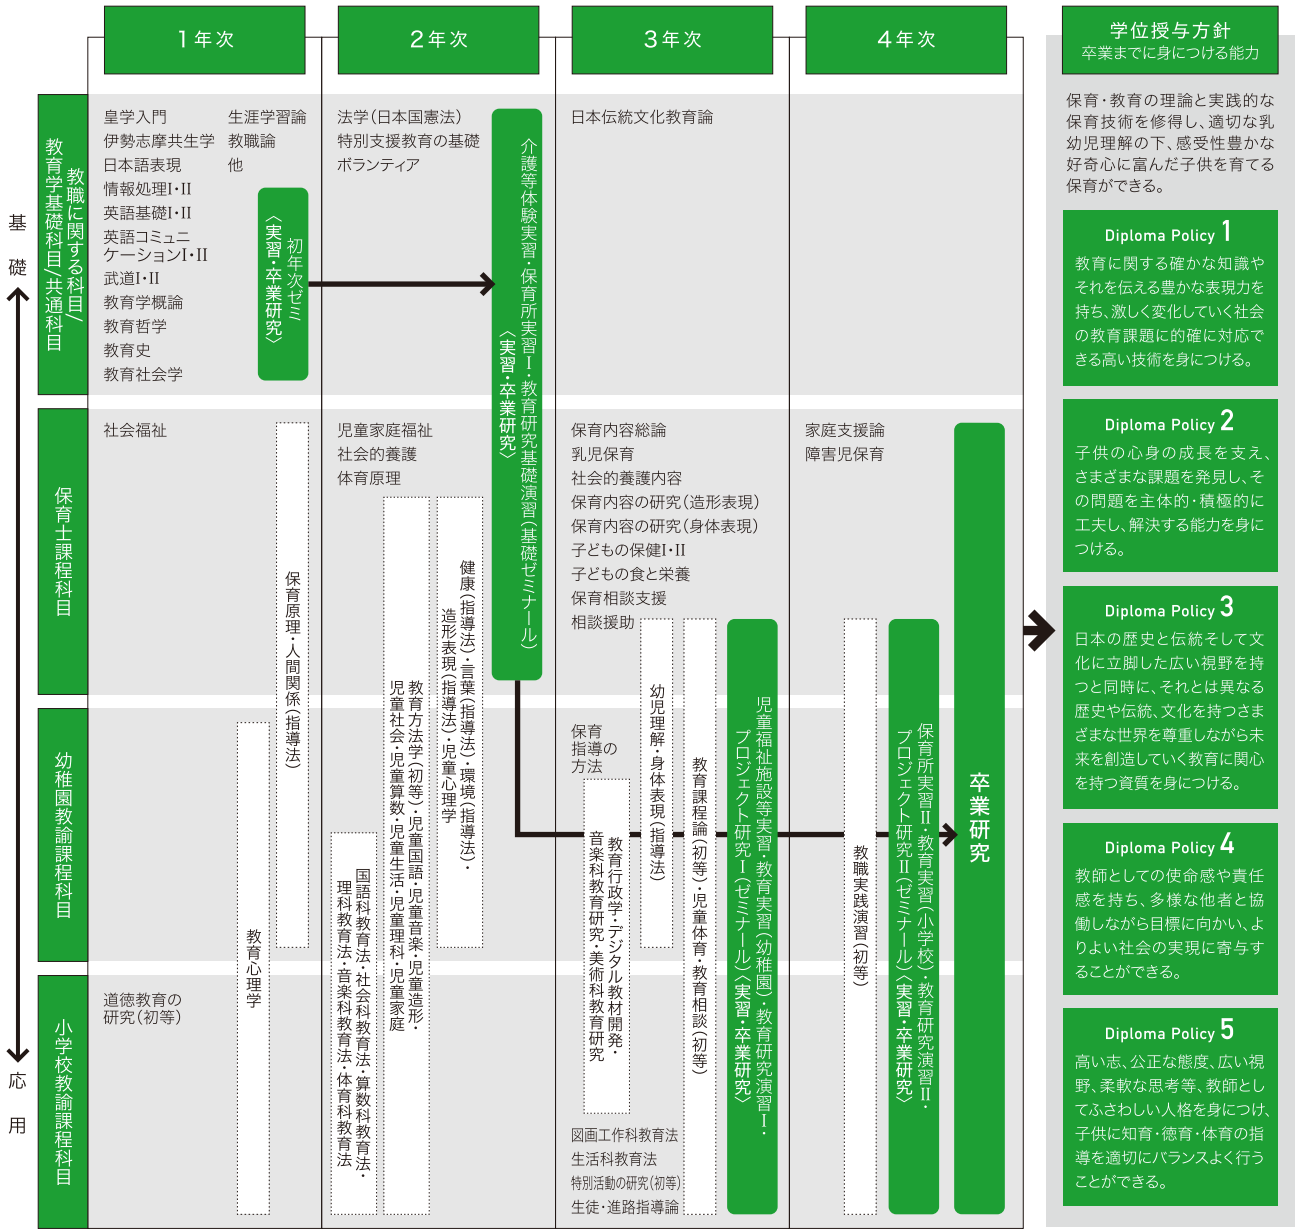 1年次
2年次
3年次
4年次
学位授与方針
卒業までに身につける能力
基礎
応用
教職に関する科目/
教育学基礎科目/共通科目
皇学入門
伊勢志摩共生学
日本語表現
情報処理I・II
英語基礎I・II
英語コミュニ
ケーションI・II
武道I・II
教育学概論
教育哲学
教育史
教育社会学
生涯学習論
教職論
他
初年次ゼミ
〈実習・卒業研究〉
法学(日本国憲法)
特別支援教育の基礎
ボランティア
介護等体験実習・保育所実習I・教育研究基礎演習(基礎ゼミナール)
〈実習・卒業研究〉
日本伝統文化教育論
保育士課程科目
社会福祉
保育原理・人間関係(指導法)
児童家庭福祉
社会的養護
体育原理
健康(指導法)・言葉(指導法)・環境(指導法)・
造形表現(指導法)・児童心理学
教育方法学(初等)・児童国語・児童音楽・児童造形・
児童社会・児童算数・児童生活・児童理科・児童家庭
保育内容総論
乳児保育
社会的養護内容
保育内容の研究(造形表現)
保育内容の研究(身体表現)
子どもの保健I・II
子どもの食と栄養
保育相談支援
相談援助
幼児理解・身体表現(指導法)
教育課程論(初等)・児童体育・教育相談(初等)
児童福祉施設等実習・教育実習(幼稚園)・教育研究演習I・
プロジェクト研究I(ゼミナール)〈実習・卒業研究〉
家庭支援論
障害児保育
教職実践演習(初等)
保育所実習II・教育実習(小学校)・教育研究演習II・
プロジェクト研究II(ゼミナール)〈実習・卒業研究〉
卒業研究
幼稚園教諭課程科目
教育心理学
国語科教育法・社会科教育法・算数科教育法・
理科教育法・音楽科教育法・体育科教育法
保育
指導の
方法
教育行政学・デジタル教材開発・
音楽科教育研究・美術科教育研究
小学校教諭課程科目
道徳教育の
研究(初等)
図画工作科教育法
生活科教育法
特別活動の研究(初等)
生徒・進路指導論
保育・教育の理論と実践的な
保育技術を修得し、適切な乳
幼児理解の下、感受性豊かな
好奇心に富んだ子供を育てる
保育ができる。
Diploma Policy 1
教育に関する確かな知識や
それを伝える豊かな表現力を
持ち、激しく変化していく社会
の教育課題に的確に対応で
きる高い技術を身につける。
Diploma Policy 2
子供の心身の成長を支え、
さまざまな課題を発見し、そ
の問題を主体的・積極的に
工夫し、解決する能力を身に
つける。
Diploma Policy 3
日本の歴史と伝統そして文
化に立脚した広い視野を持
つと同時に、それとは異なる
歴史や伝統、文化を持つさま
ざまな世界を尊重しながら未
来を創造していく教育に関心
を持つ資質を身につける。
Diploma Policy 4
教師としての使命感や責任
感を持ち、多様な他者と協
働しながら目標に向かい、よ
りよい社会の実現に寄与す
ることができる。
Diploma Policy 5
高い志、公正な態度、広い視
野、柔軟な思考等、教師とし
てふさわしい人格を身につけ、
子供に知育・徳育・体育の指
導を適切にバランスよく行う
ことができる。